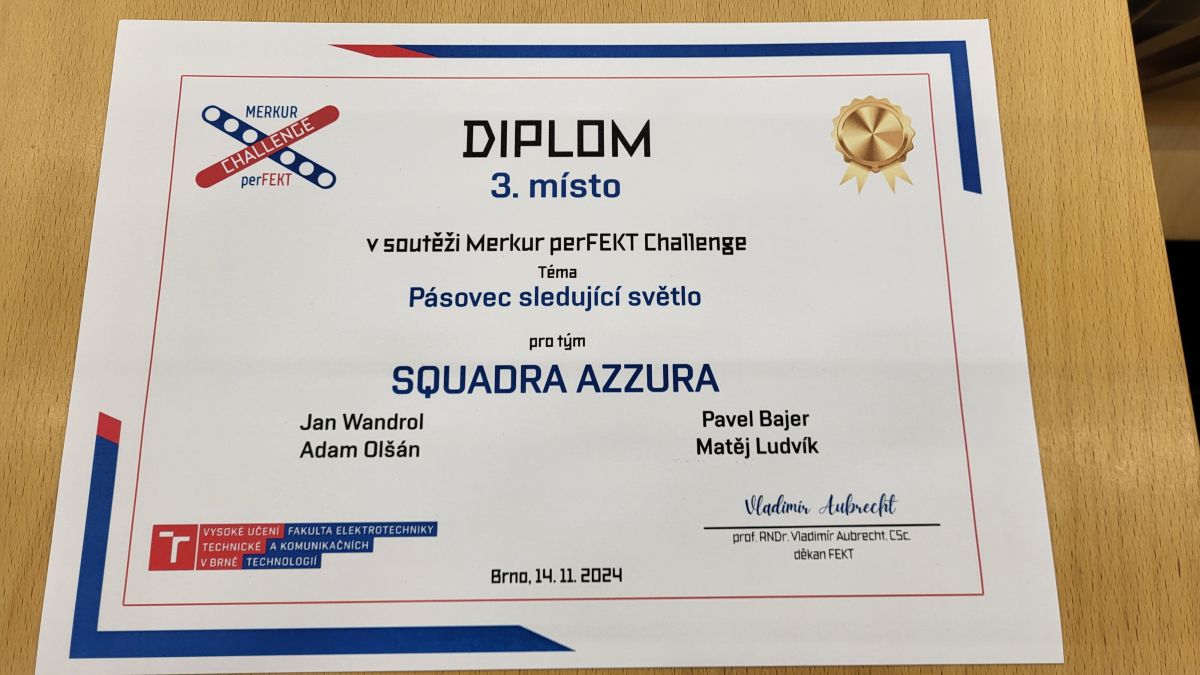 MERKUR
CHALLENGE
perFEKT
DIPLOM
3. místo
v soutěži Merkur perFEKT Challenge
Téma
Pásovec sledující světlo
pro tým
SQUADRA AZZURA
Jan Wandrol
Adam Olšán
Pavel Bajer
Matěj Ludvík
Vladimír Aubrecht
prof. RNDr. Vladimír Aubrecht, CSc.
děkan FEKT
VYSOKÉ UČENÍ FAKULTA ELEKTROTECHNIKY
TECHNICKÉ A KOMUNIKAČNÍCH
V BRNĚ TECHNOLOGIÍ
Brno, 14. 11. 2024